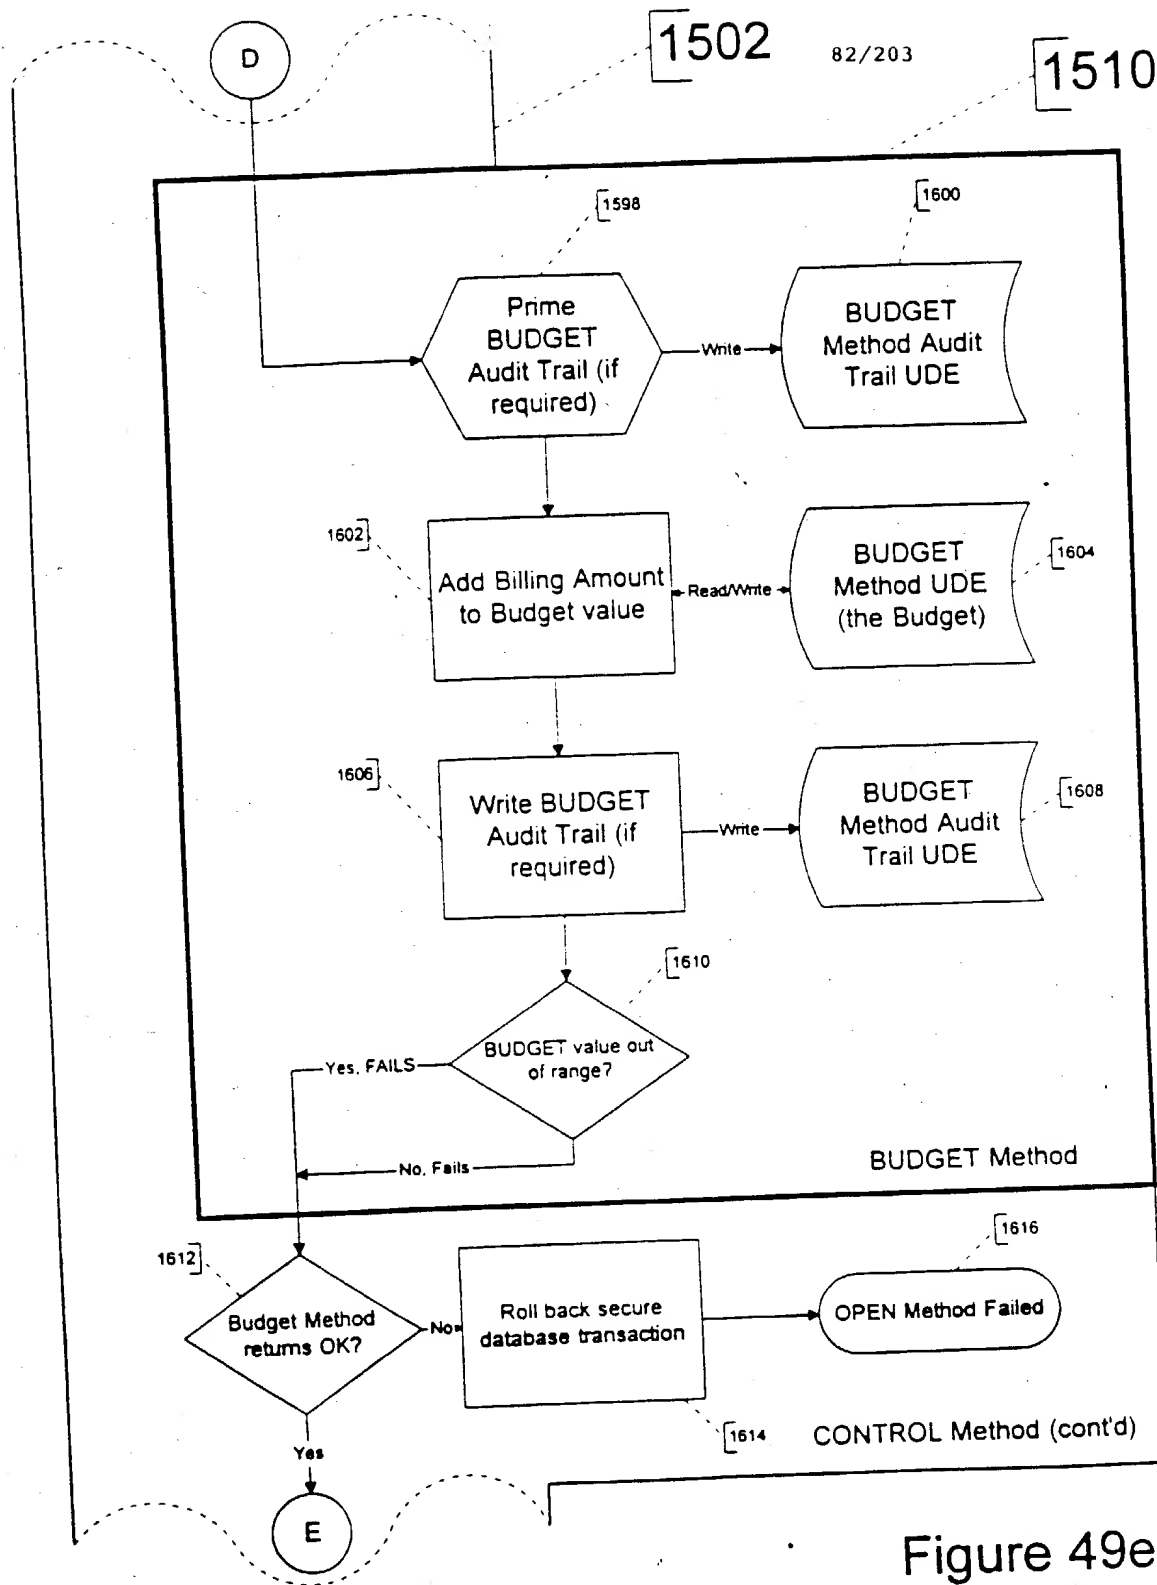 D
1502
82/203
1510
1598
1600
Prime
BUDGET
Audit Trail (if
required)
Write
BUDGET
Method Audit
Trail UDE
1602
Add Billing Amount
to Budget value
Read/Write
BUDGET
Method UDE
(the Budget)
1604
1606
Write BUDGET
Audit Trail (if
required)
Write
BUDGET
Method Audit
Trail UDE
1608
1610
BUDGET value out
of range?
Yes, FAILS
No, Fails
BUDGET Method
1612
Budget Method
returns OK?
No
Roll back secure
database transaction
1616
OPEN Method Failed
1614
CONTROL Method (cont'd)
Yes
E
Figure 49e